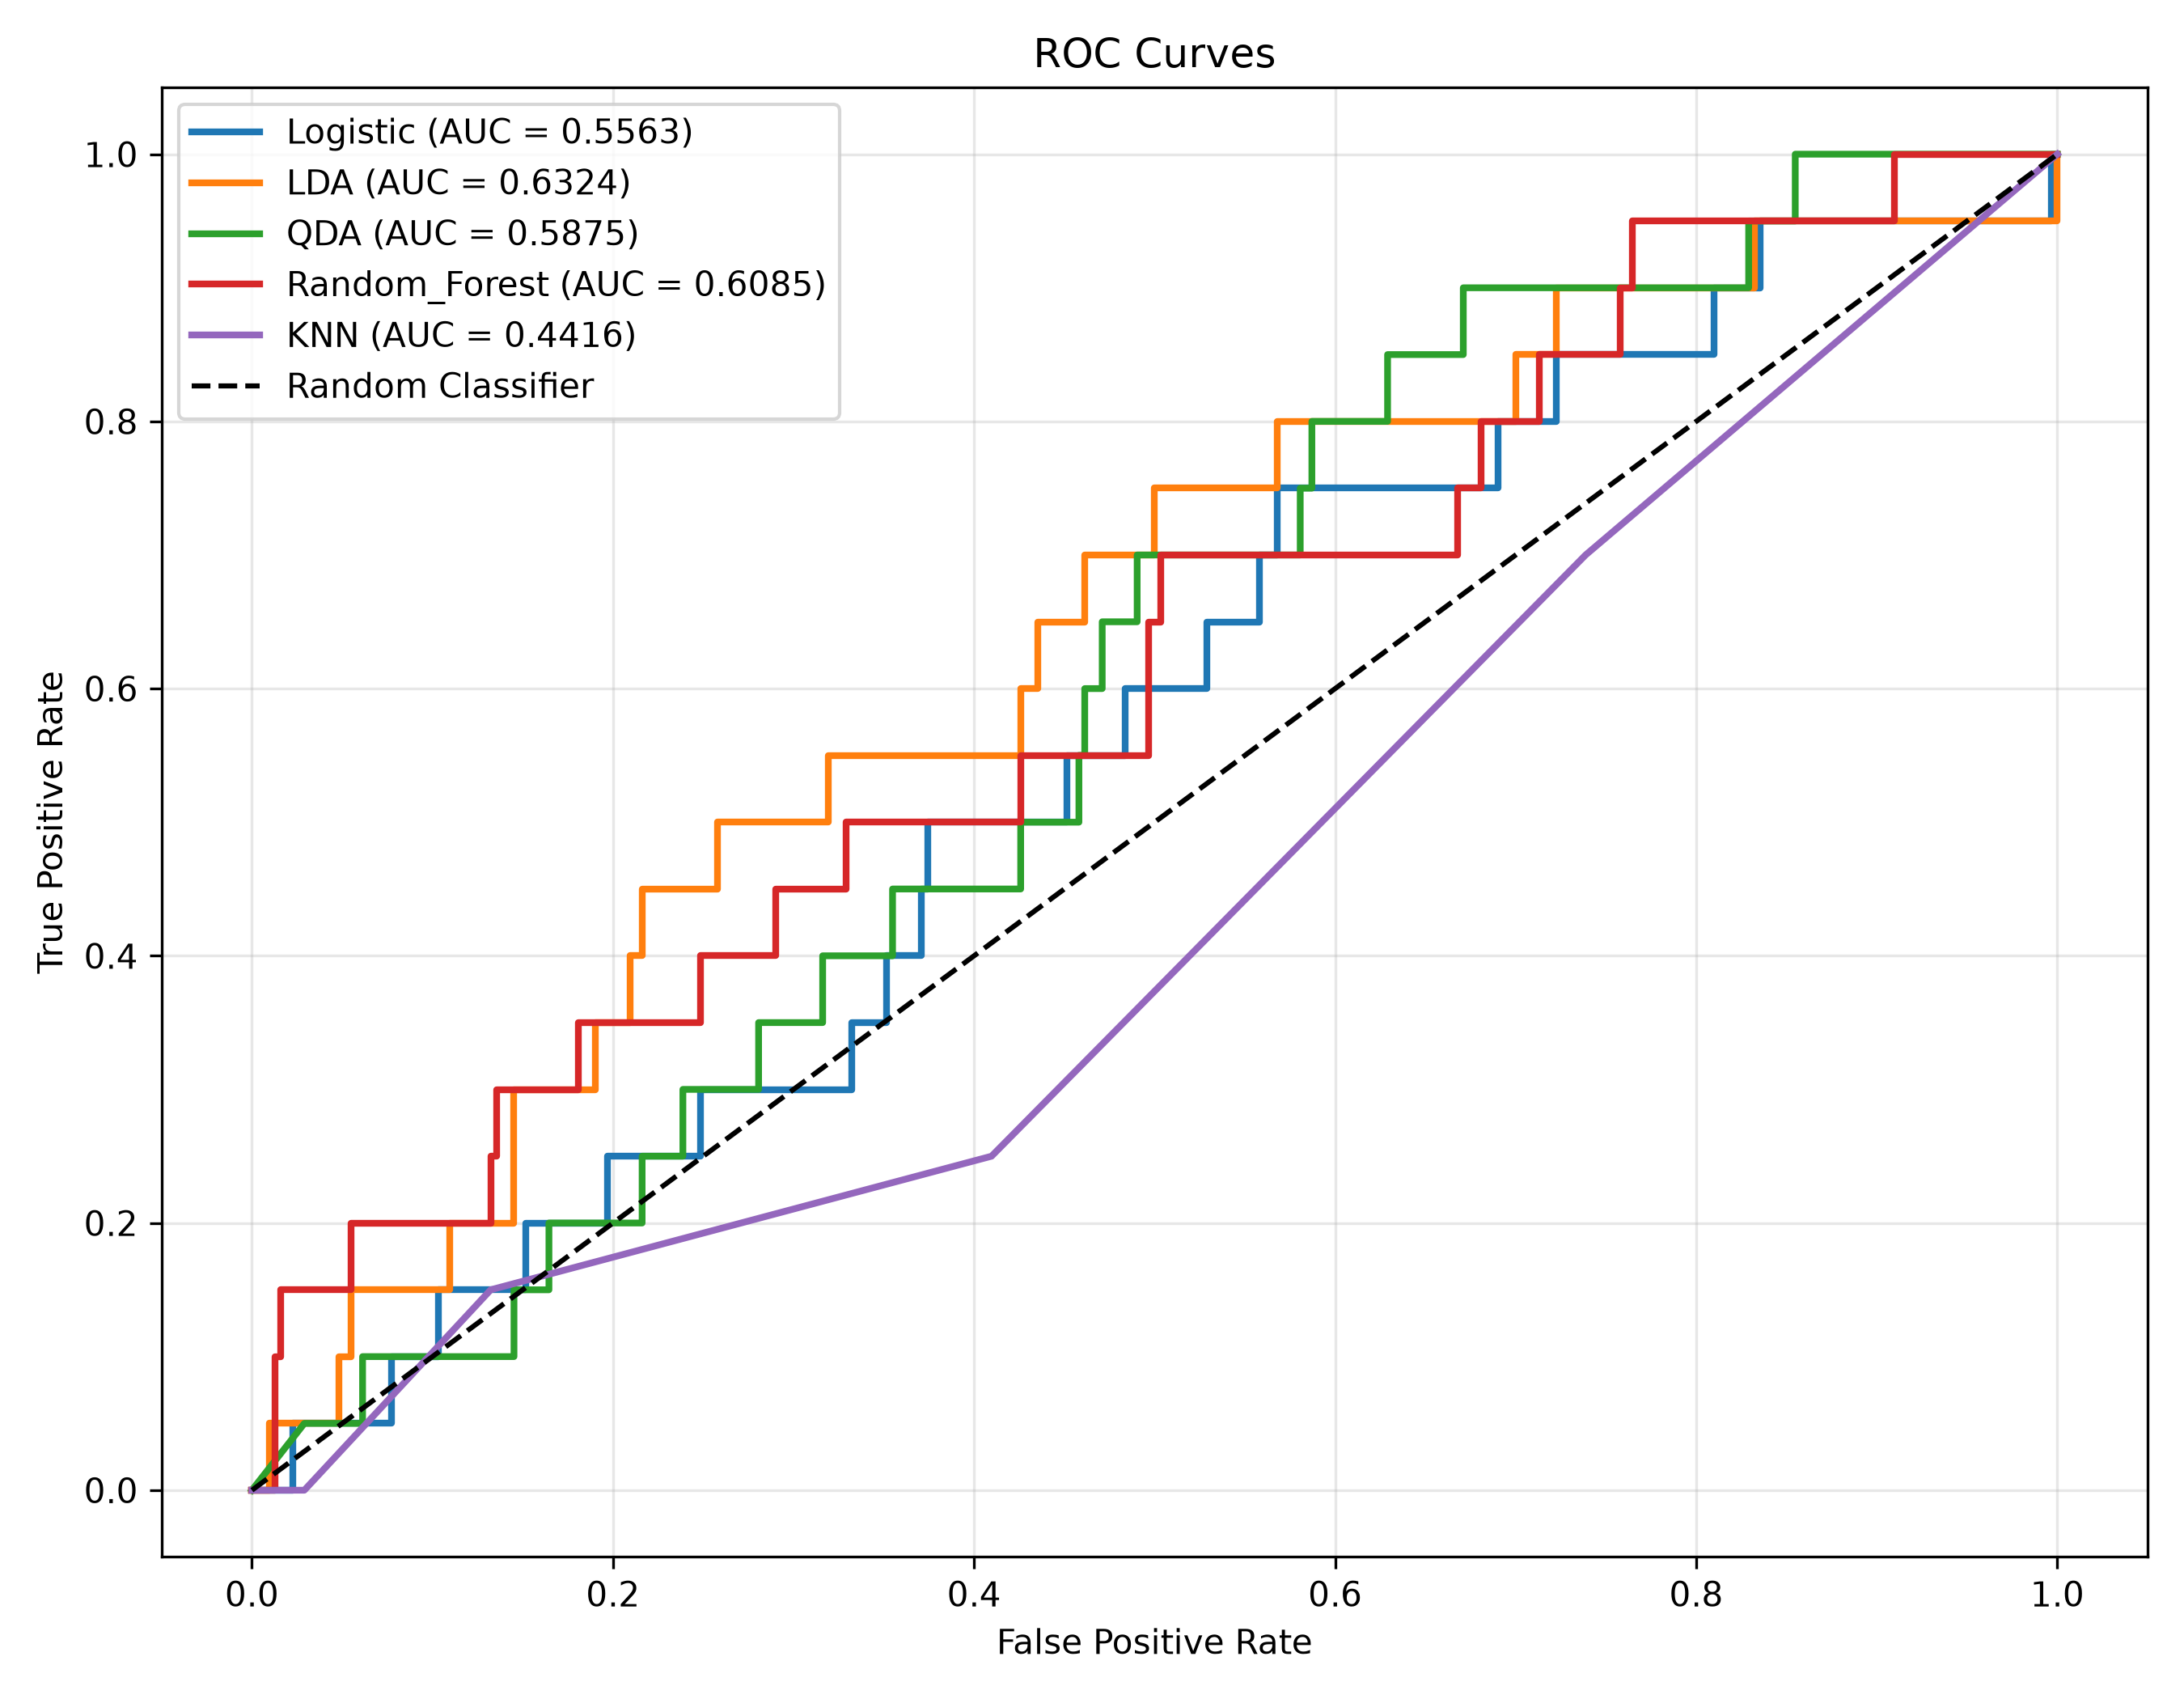 ROC Curves
Logistic (AUC = 0.5563)
LDA (AUC = 0.6324)
QDA (AUC = 0.5875)
Random_Forest (AUC = 0.6085)
KNN (AUC = 0.4416)
Random Classifier
True Positive Rate
1.0
0.8
0.6
0.4
0.2
0.0
0.0 0.2 0.4 0.6 0.8 1.0
False Positive Rate